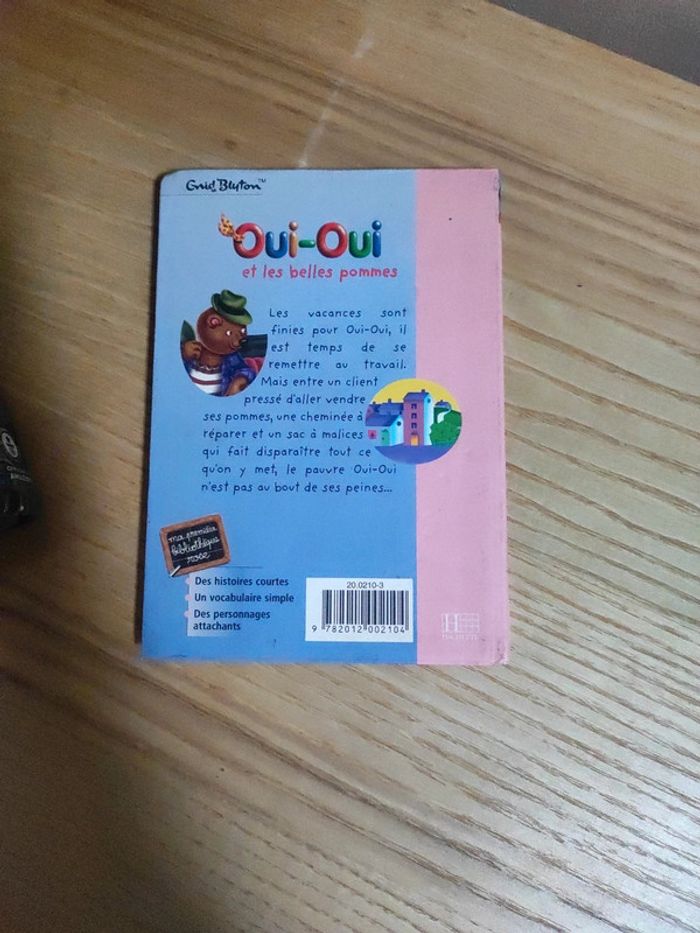 Enid Blyton™
Oui-Oui
et les belles pommes
Les vacances sont
finies pour Oui-Oui, il
est temps de se
remettre au travail.
Mais entre un client
pressé d'aller vendre
ses pommes, une cheminée à
réparer et un sac à malices
qui fait disparaître tout ce
qu'on y met, le pauvre Oui-Oui
n'est pas au bout de ses peines...
ma première
bibliothèque
rose
Des histoires courtes
Un vocabulaire simple
Des personnages
attachants
20.0210-3
9 782012 002104
H
HACHETTE